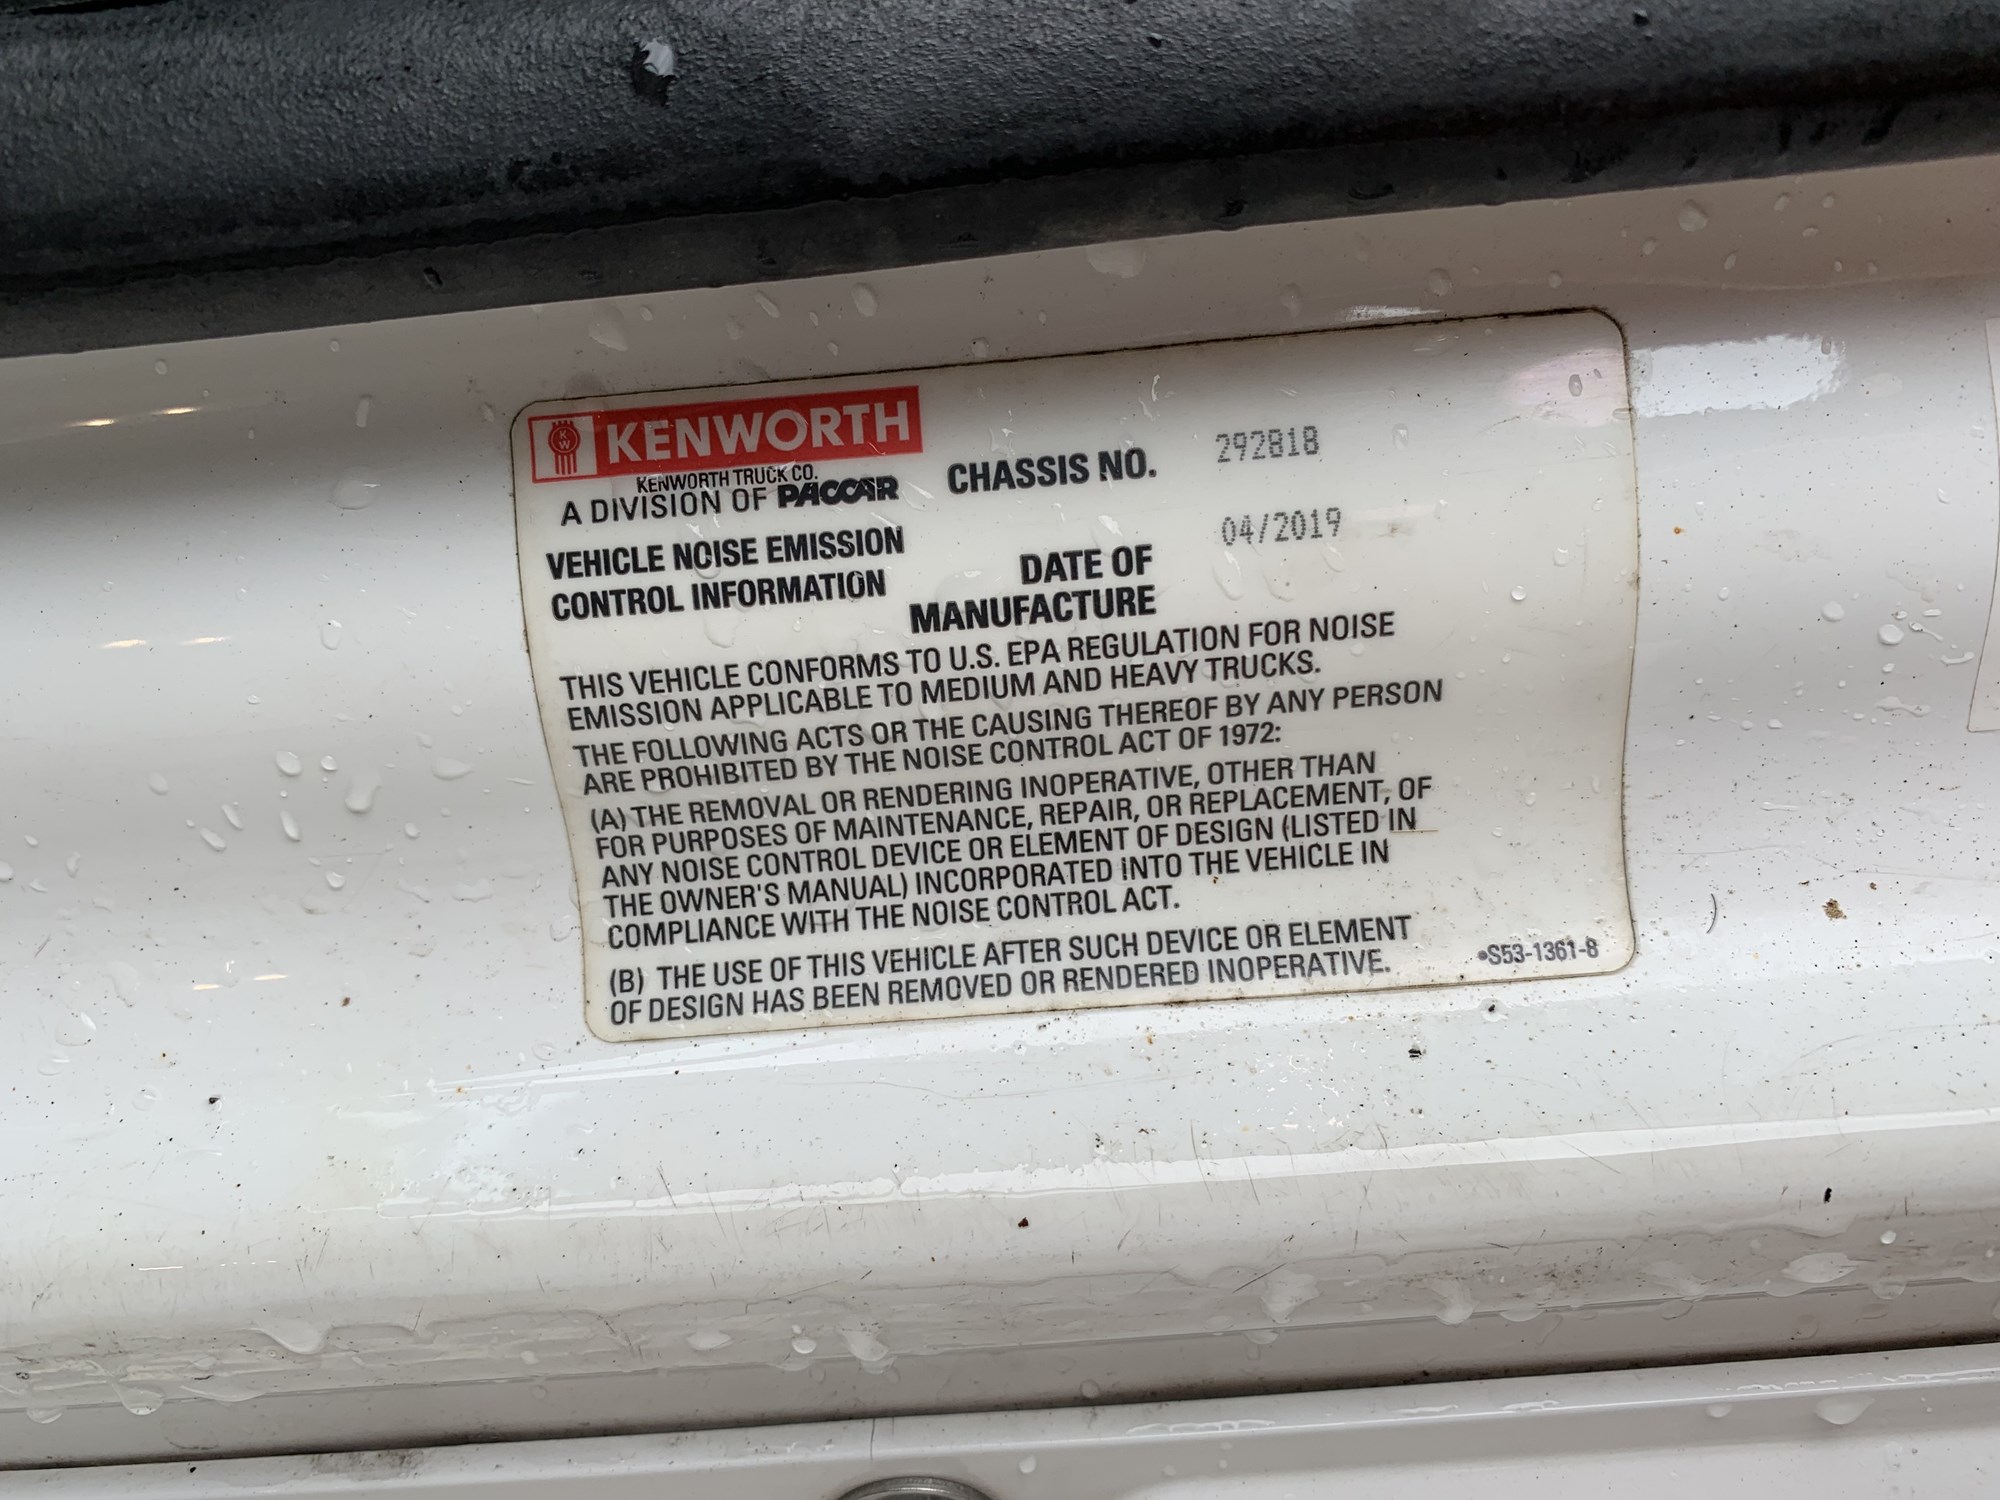 KENWORTH
KW
KENWORTH TRUCK CO.
A DIVISION OF PACCAR
CHASSIS NO. 292818
VEHICLE NOISE EMISSION
CONTROL INFORMATION
DATE OF
MANUFACTURE
04/2019
THIS VEHICLE CONFORMS TO U.S. EPA REGULATION FOR NOISE
EMISSION APPLICABLE TO MEDIUM AND HEAVY TRUCKS.
THE FOLLOWING ACTS OR THE CAUSING THEREOF BY ANY PERSON
ARE PROHIBITED BY THE NOISE CONTROL ACT OF 1972:
(A) THE REMOVAL OR RENDERING INOPERATIVE, OTHER THAN
FOR PURPOSES OF MAINTENANCE, REPAIR, OR REPLACEMENT, OF
ANY NOISE CONTROL DEVICE OR ELEMENT OF DESIGN (LISTED IN
THE OWNER'S MANUAL) INCORPORATED INTO THE VEHICLE IN
COMPLIANCE WITH THE NOISE CONTROL ACT.
(B) THE USE OF THIS VEHICLE AFTER SUCH DEVICE OR ELEMENT
OF DESIGN HAS BEEN REMOVED OR RENDERED INOPERATIVE.
•S53-1361-8